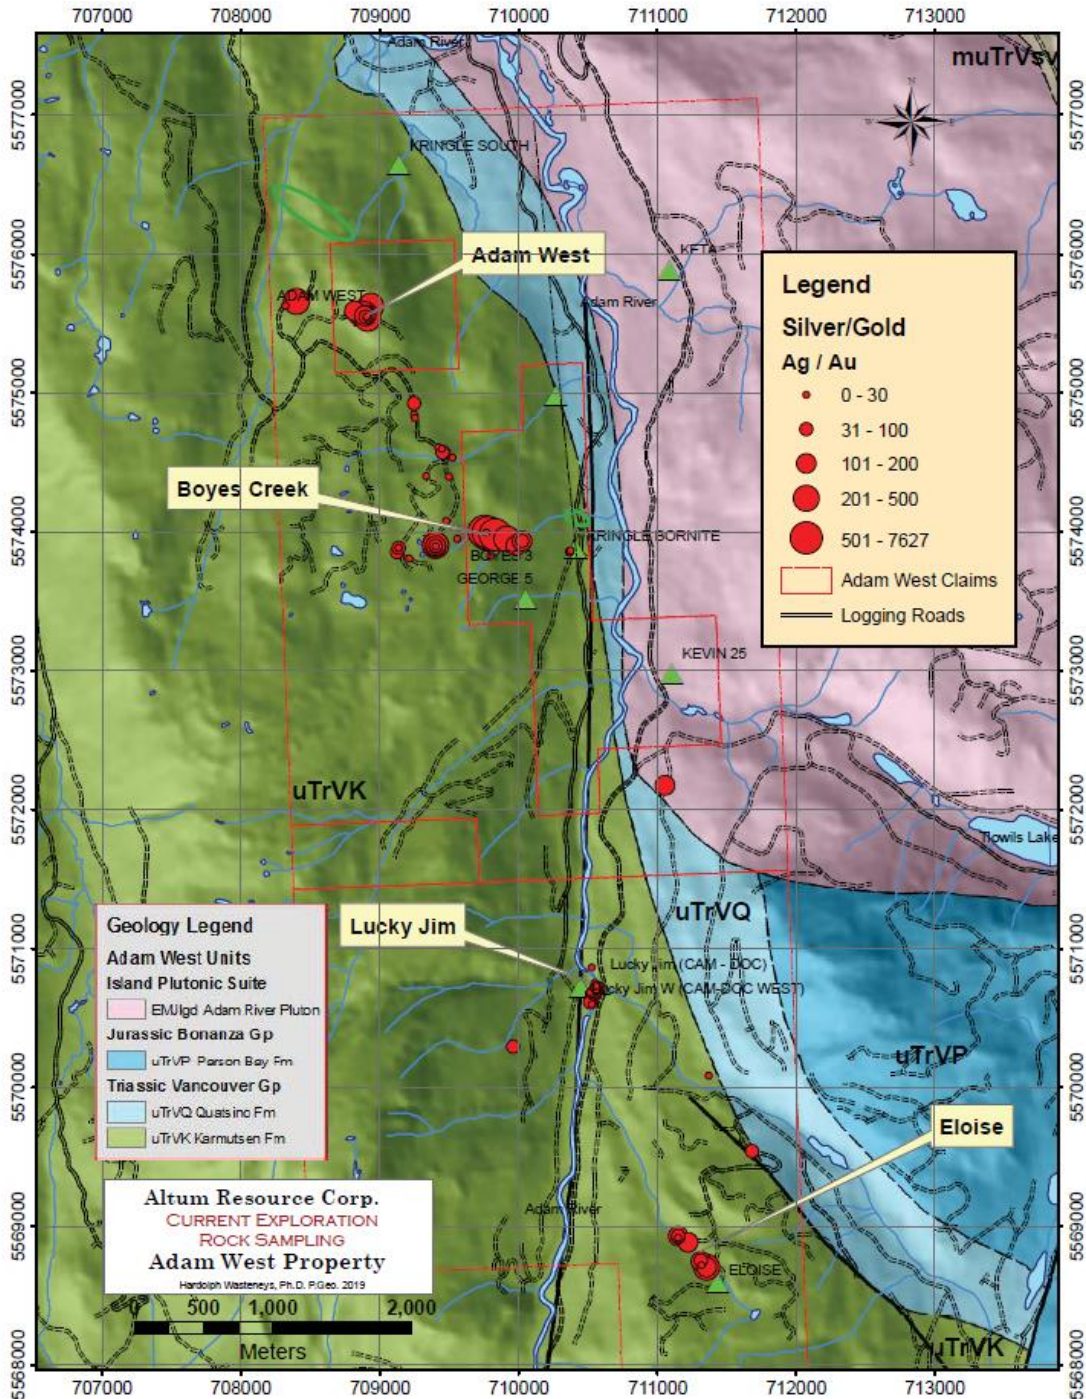 707000 708000 709000 710000 711000 712000 713000
Adam River
muTrVsv
5577000 5577000
KRINGLE SOUTH
5576000 5576000
Adam West
KETA
ADAM WEST
Adam River
Legend
Silver/Gold
Ag / Au
0 - 30
31 - 100
101 - 200
201 - 500
501 - 7627
Adam West Claims
Logging Roads
5575000 5575000
Boyes Creek
5574000 5574000
KRINGLE BORNITE
BOYES 3
GEORGE 5
5573000 5573000
KEVIN 25
uTrVK
5572000 5572000
Tlowils Lake
uTrVQ
Lucky Jim
5571000 5571000
Lucky Jim (CAM - DOC)
Lucky Jim W (CAM-DOC WEST)
Geology Legend
Adam West Units
Island Plutonic Suite
EMJIgd Adam River Pluton
Jurassic Bonanza Gp
uTrVP Parson Bay Fm
Triassic Vancouver Gp
uTrVQ Quatsino Fm
uTrVK Karmutsen Fm
uTrVP
5570000 5570000
Eloise
Adam River
5569000 5569000
ELOISE
Altum Resource Corp.
CURRENT EXPLORATION
ROCK SAMPLING
Adam West Property
Hardolph Wasteneys, Ph.D. P.Geo. 2019
0 500 1,000 2,000
Meters
uTrVK
5568000 5568000
707000 708000 709000 710000 711000 712000 713000